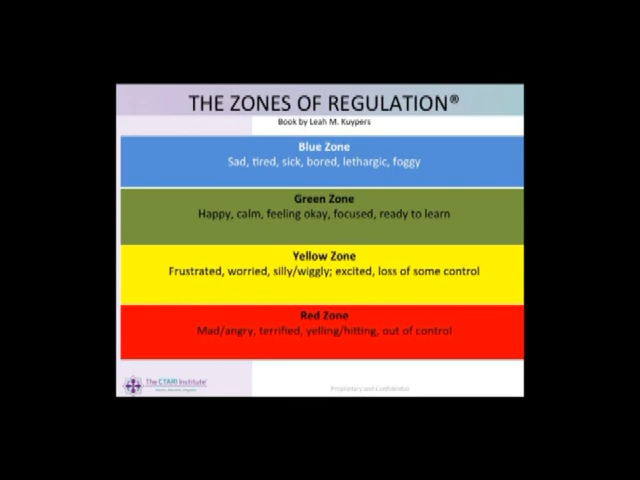 THE ZONES OF REGULATION®
Book by Leah M. Kuypers
Blue Zone
Sad, tired, sick, bored, lethargic, foggy
Green Zone
Happy, calm, feeling okay, focused, ready to learn
Yellow Zone
Frustrated, worried, silly/wiggly; excited, loss of some control
Red Zone
Mad/angry, terrified, yelling/hitting, out of control
The CTARI Institute
Proprietary and Confidential